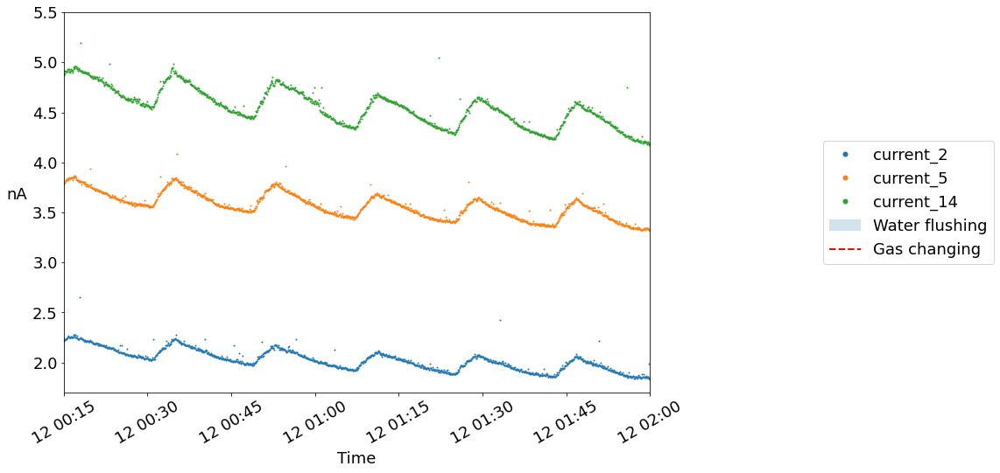 5.5
5.0
4.5
4.0
3.5
3.0
2.5
2.0
nA
12 00:15
12 00:30
12 00:45
12 01:00
12 01:15
12 01:30
12 01:45
12 02:00
Time
current_2
current_5
current_14
Water flushing
Gas changing